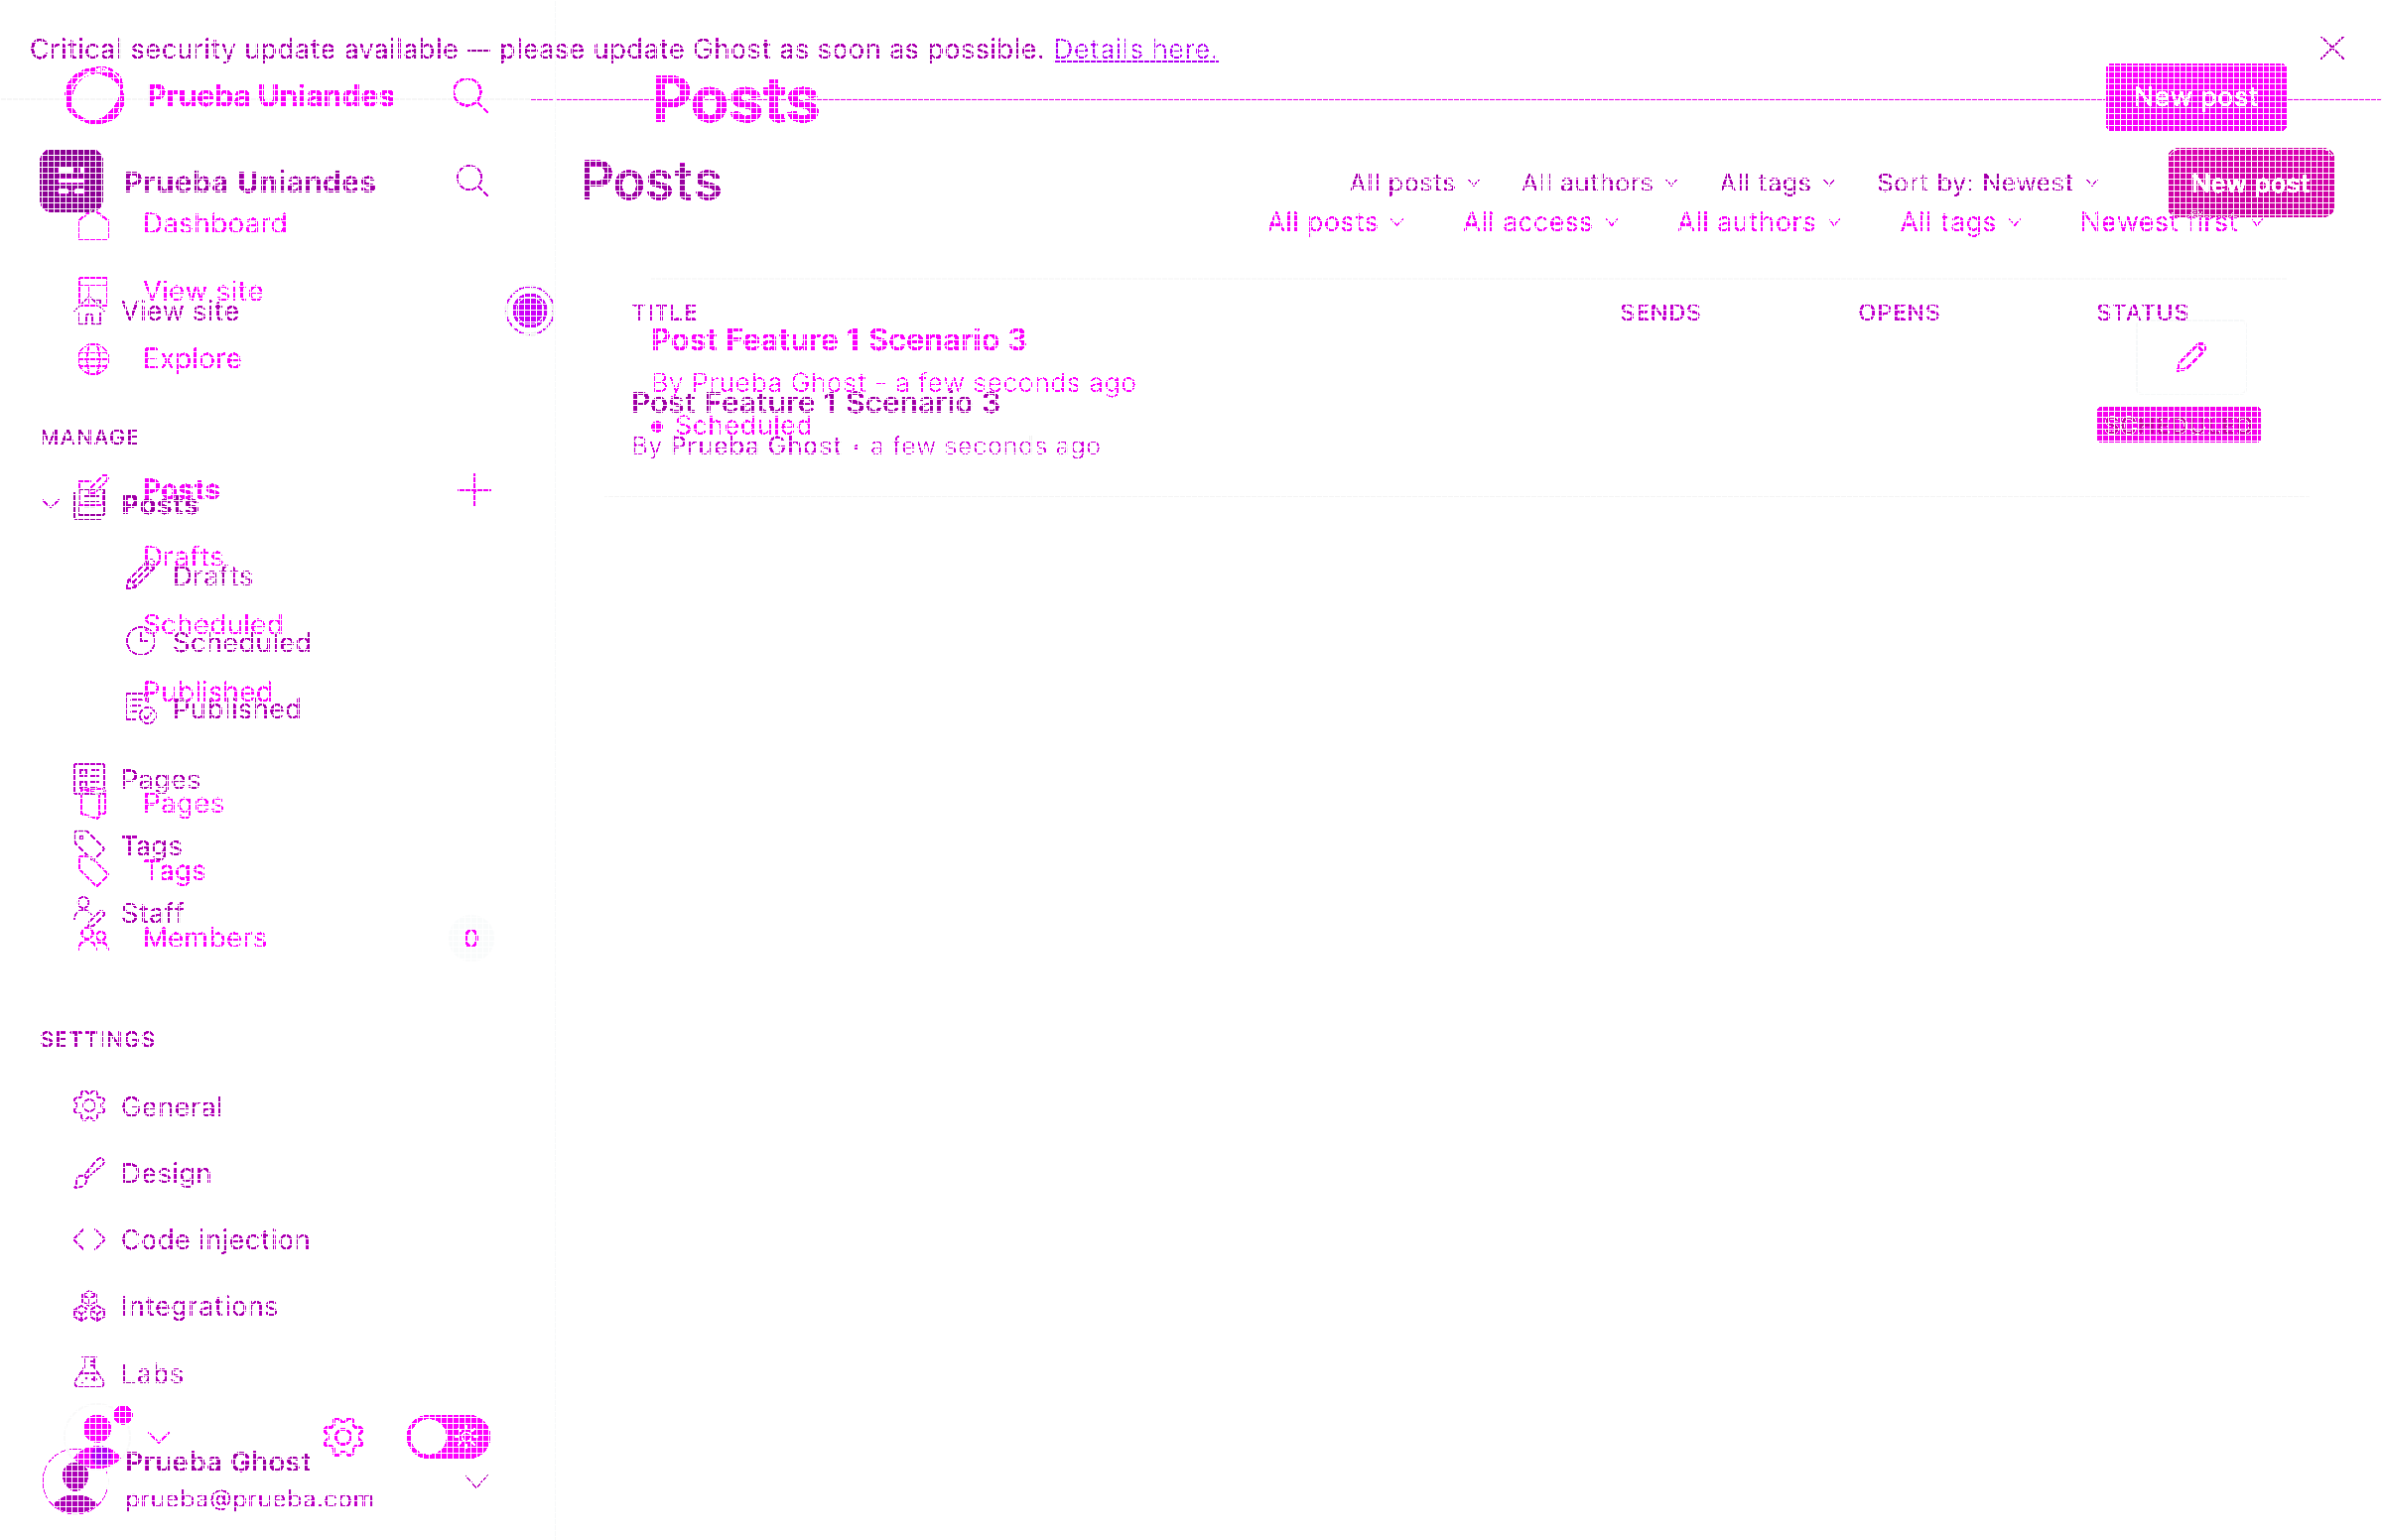 Critical security update available — please update Ghost as soon as possible. Details here.
Prueba Uniandes
Posts
New post
Prueba Uniandes
Posts
All posts
All authors
All tags
Sort by: Newest
New post
Dashboard
All posts
All access
All authors
All tags
Newest first
View site
View site
TITLE
SENDS
OPENS
STATUS
Post Feature 1 Scenario 3
Explore
By Prueba Ghost - a few seconds ago
Post Feature 1 Scenario 3
Scheduled
By Prueba Ghost • a few seconds ago
MANAGE
Posts
Posts
Drafts
Drafts
Scheduled
Scheduled
Published
Published
Pages
Pages
Tags
Tags
Staff
Members
0
SETTINGS
General
Design
Code injection
Integrations
Labs
Prueba Ghost
prueba@prueba.com